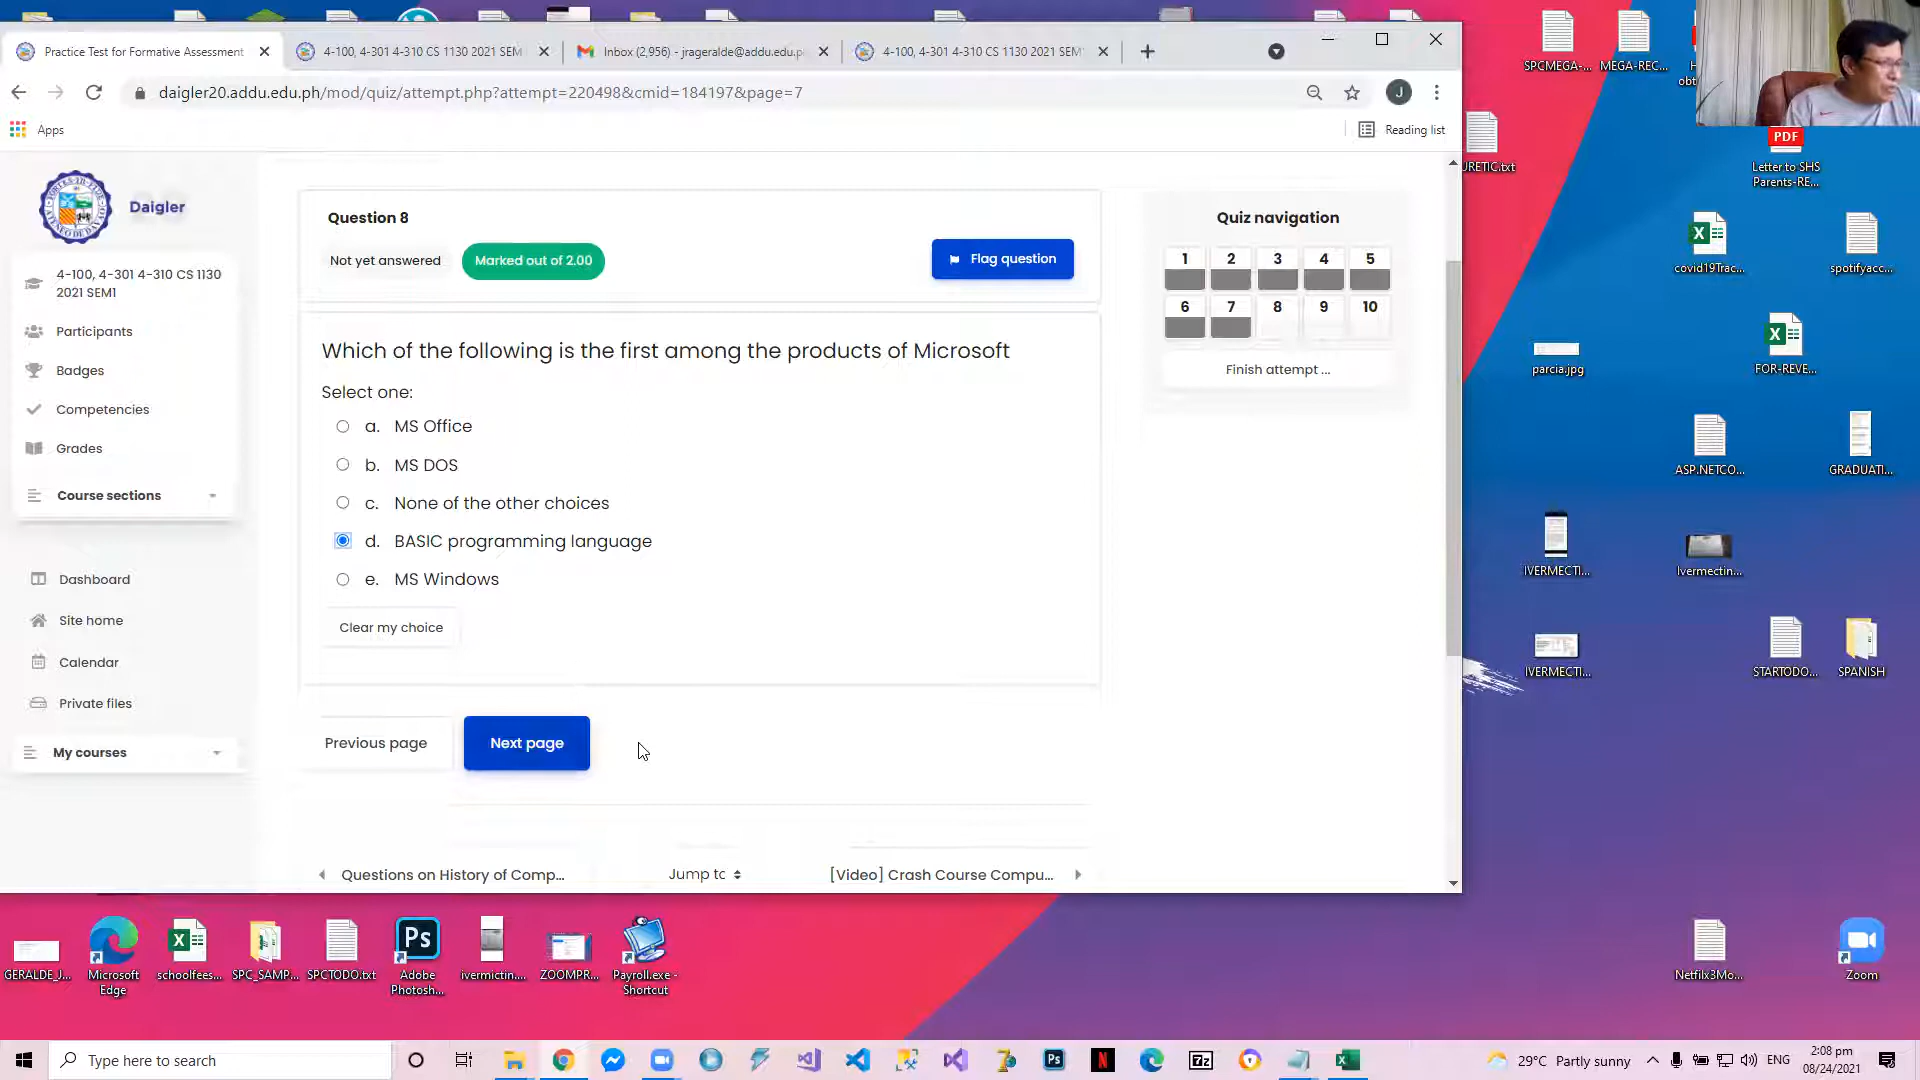 Practice Test for Formative Assessment
4-100, 4-301 4-310 CS 1130 2021 SEM
Inbox (2,956) - jrageralde@addu.edu.p
4-100, 4-301 4-310 CS 1130 2021 SEM
daigler20.addu.edu.ph/mod/quiz/attempt.php?attempt=220498&cmid=184197&page=7
J
Apps
Reading list
Daigler
4-100, 4-301 4-310 CS 1130
2021 SEM1
Participants
Badges
Competencies
Grades
Course sections
Dashboard
Site home
Calendar
Private files
My courses
Question 8
Not yet answered
Marked out of 2.00
Flag question
Which of the following is the first among the products of Microsoft
Select one:
a. MS Office
b. MS DOS
c. None of the other choices
d. BASIC programming language
e. MS Windows
Clear my choice
Previous page
Next page
Questions on History of Comp...
Jump to
[Video] Crash Course Compu...
Quiz navigation
1 2 3 4 5
6 7 8 9 10
Finish attempt ...
SPCMEGA-...
MEGA-REC...
URETIC.txt
PDF
Letter to SHS
Parents-RE...
covid19Trac...
spotifyacc...
parcia.jpg
FOR-REVE...
ASP.NETCO...
GRADUATI...
IVERMECTI...
Ivermectin...
IVERMECTI...
STARTODO...
SPANISH
GERALDE_J...
Microsoft
Edge
schoolfees...
SPC_SAMP...
SPCTODO.txt
Ps
Adobe
Photosh...
ivermictin....
ZOOMPR...
Payroll.exe -
Shortcut
Netfilx3Mo...
Zoom
Type here to search
29°C Partly sunny
ENG
2:08 pm
08/24/2021